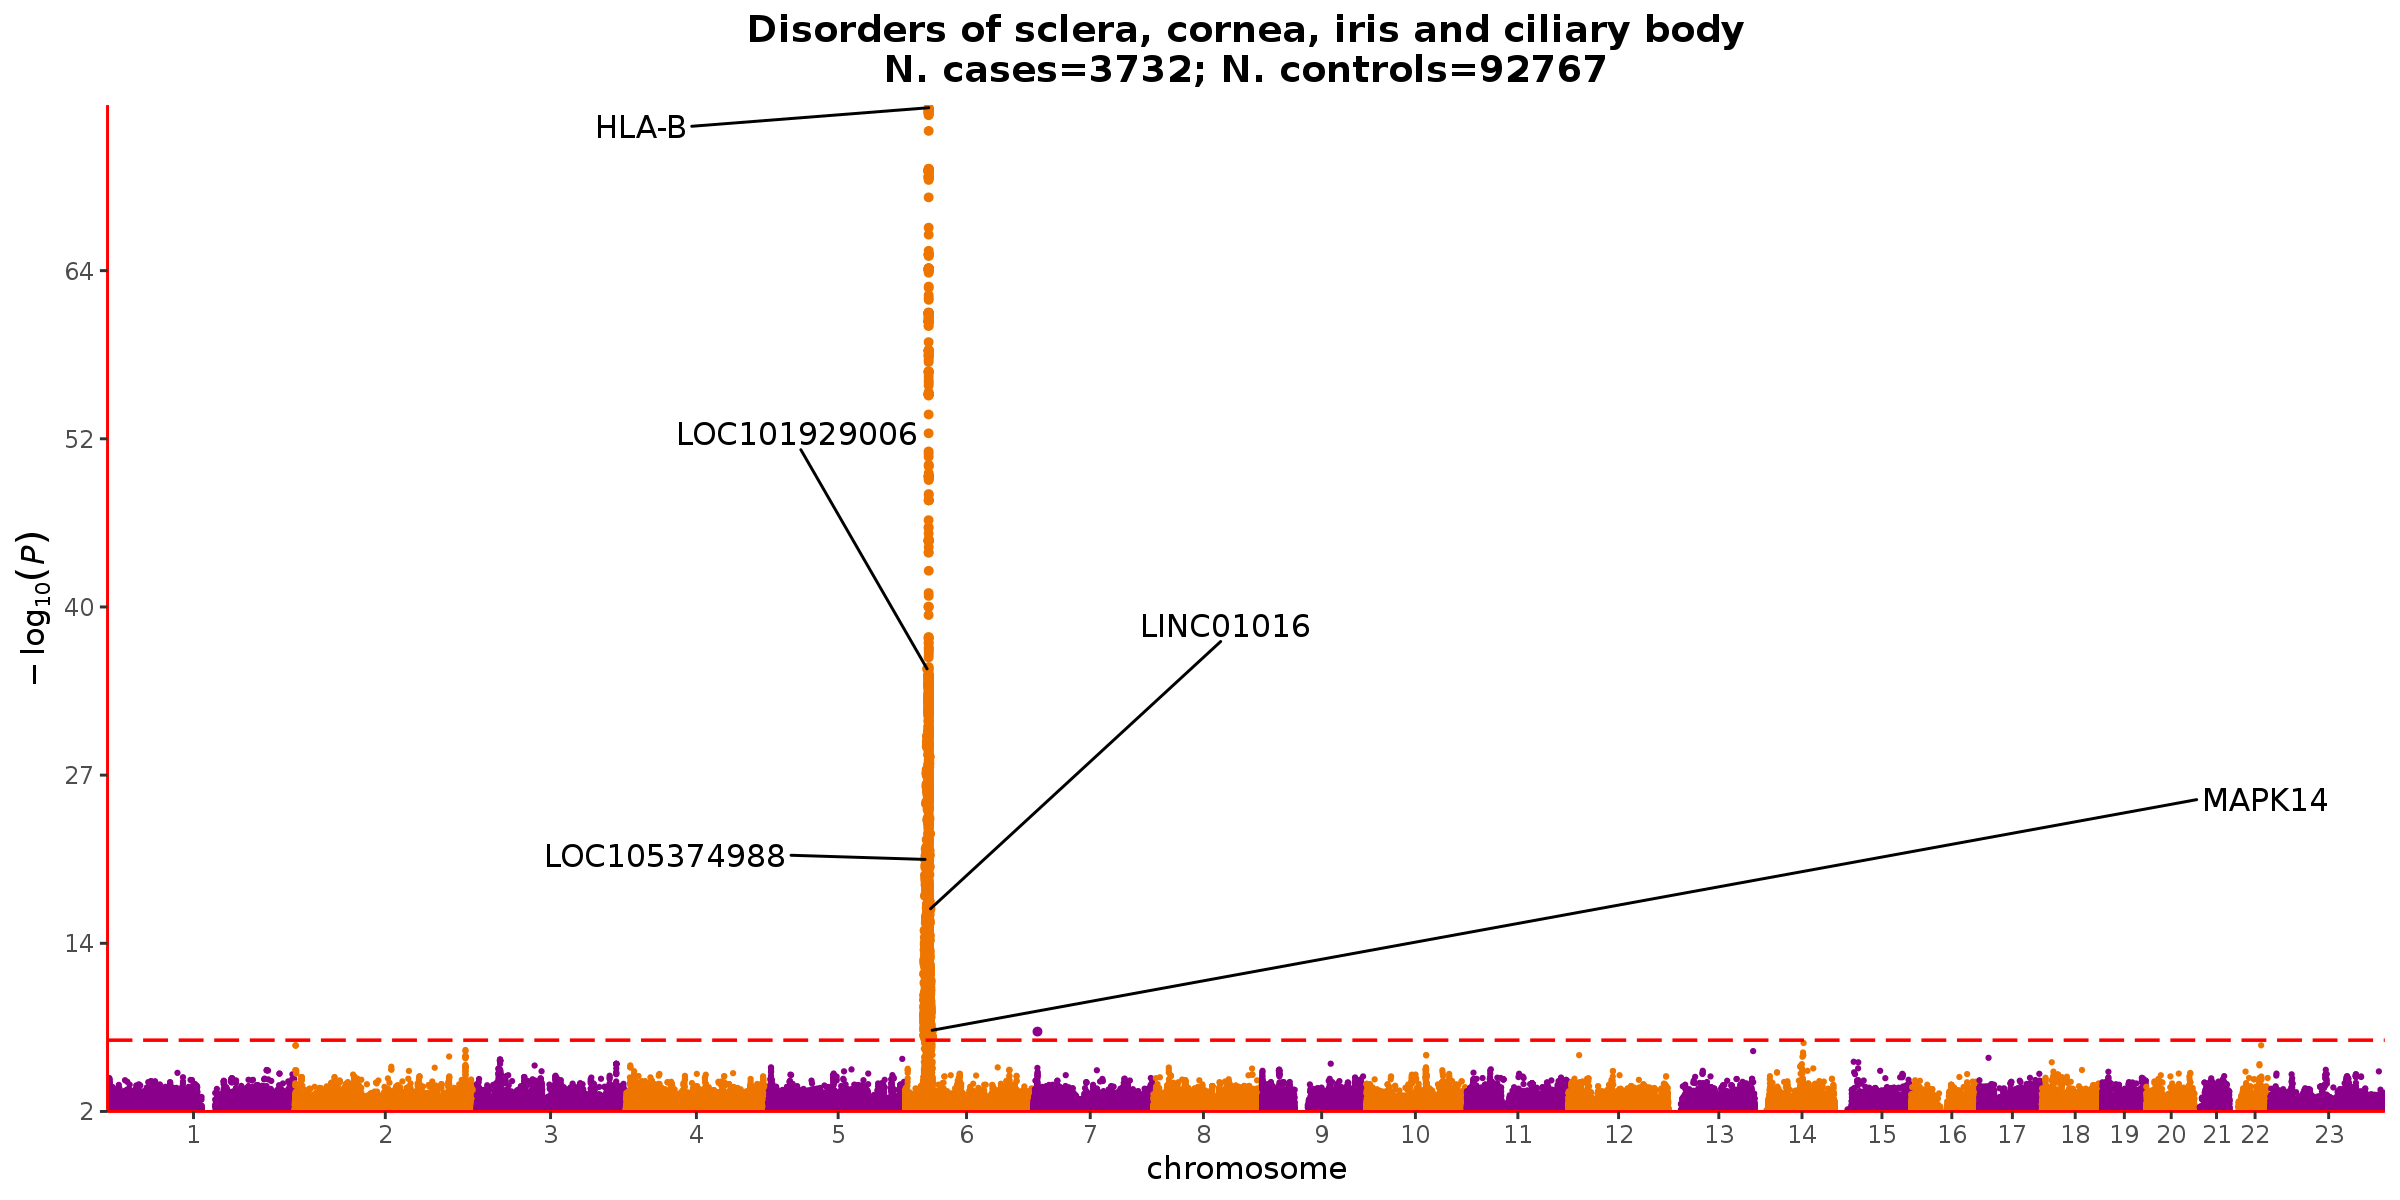 Disorders of sclera, cornea, iris and ciliary body
N. cases=3732; N. controls=92767
HLA-B
64
52
LOC101929006
40
LINC01016
−log10(P)
27
MAPK14
LOC105374988
14
2
1 2 3 4 5 6 7 8 9 10 11 12 13 14 15 16 17 18 19 20 21 22 23
chromosome